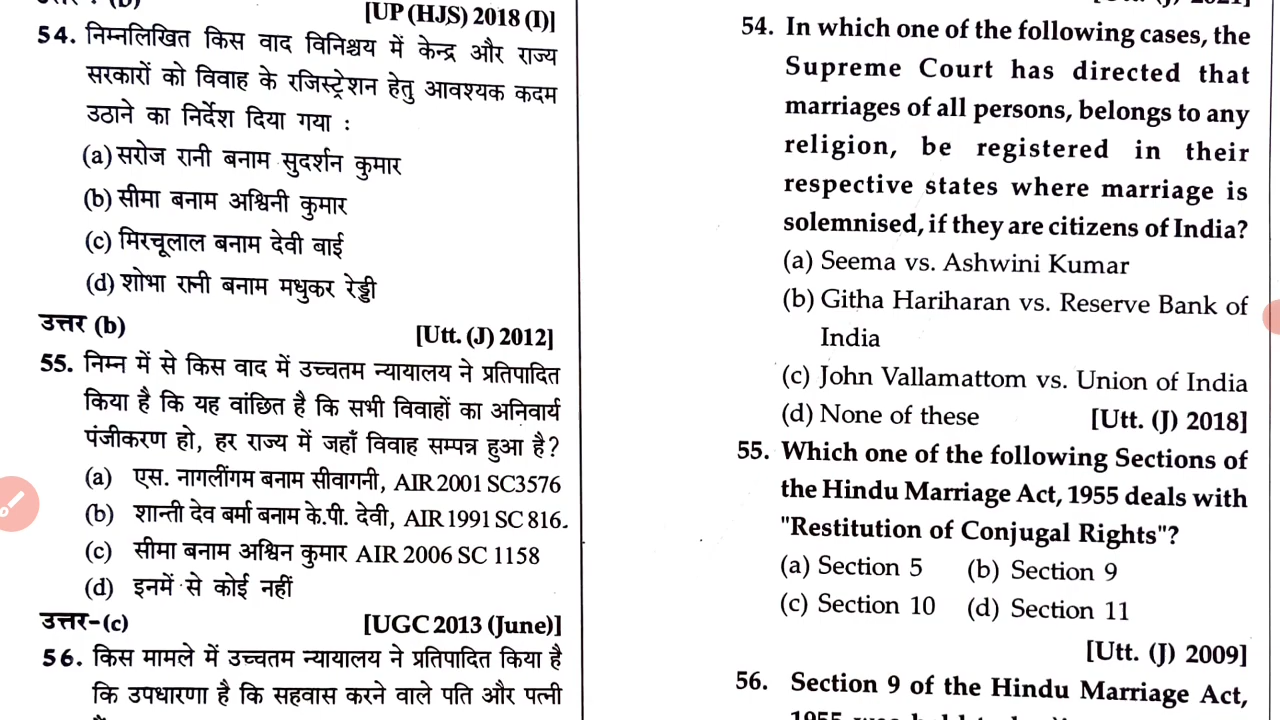 [UP (HJS) 2018 (I)]
54. निम्नलिखित किस वाद विनिश्चय में केन्द्र और राज्य
सरकारों को विवाह के रजिस्ट्रेशन हेतु आवश्यक कदम
उठाने का निर्देश दिया गया :
(a) सरोज रानी बनाम सुदर्शन कुमार
(b) सीमा बनाम अश्विनी कुमार
(c) मिरचूलाल बनाम देवी बाई
(d) शोभा रानी बनाम मधुकर रेड्डी
उत्तर (b) [Utt. (J) 2012]
55. निम्न में से किस वाद में उच्चतम न्यायालय ने प्रतिपादित
किया है कि यह वांछित है कि सभी विवाहों का अनिवार्य
पंजीकरण हो, हर राज्य में जहाँ विवाह सम्पन्न हुआ है?
(a) एस. नागलींगम बनाम सीवागनी, AIR 2001 SC3576
(b) शान्ती देव बर्मा बनाम के.पी. देवी, AIR 1991 SC 816.
(c) सीमा बनाम अश्विन कुमार AIR 2006 SC 1158
(d) इनमें से कोई नहीं
उत्तर-(c) [UGC 2013 (June)]
56. किस मामले में उच्चतम न्यायालय ने प्रतिपादित किया है
कि उपधारणा है कि सहवास करने वाले पति और पत्नी
54. In which one of the following cases, the
Supreme Court has directed that
marriages of all persons, belongs to any
religion, be registered in their
respective states where marriage is
solemnised, if they are citizens of India?
(a) Seema vs. Ashwini Kumar
(b) Githa Hariharan vs. Reserve Bank of
India
(c) John Vallamattom vs. Union of India
(d) None of these [Utt. (J) 2018]
55. Which one of the following Sections of
the Hindu Marriage Act, 1955 deals with
"Restitution of Conjugal Rights"?
(a) Section 5 (b) Section 9
(c) Section 10 (d) Section 11
[Utt. (J) 2009]
56. Section 9 of the Hindu Marriage Act,